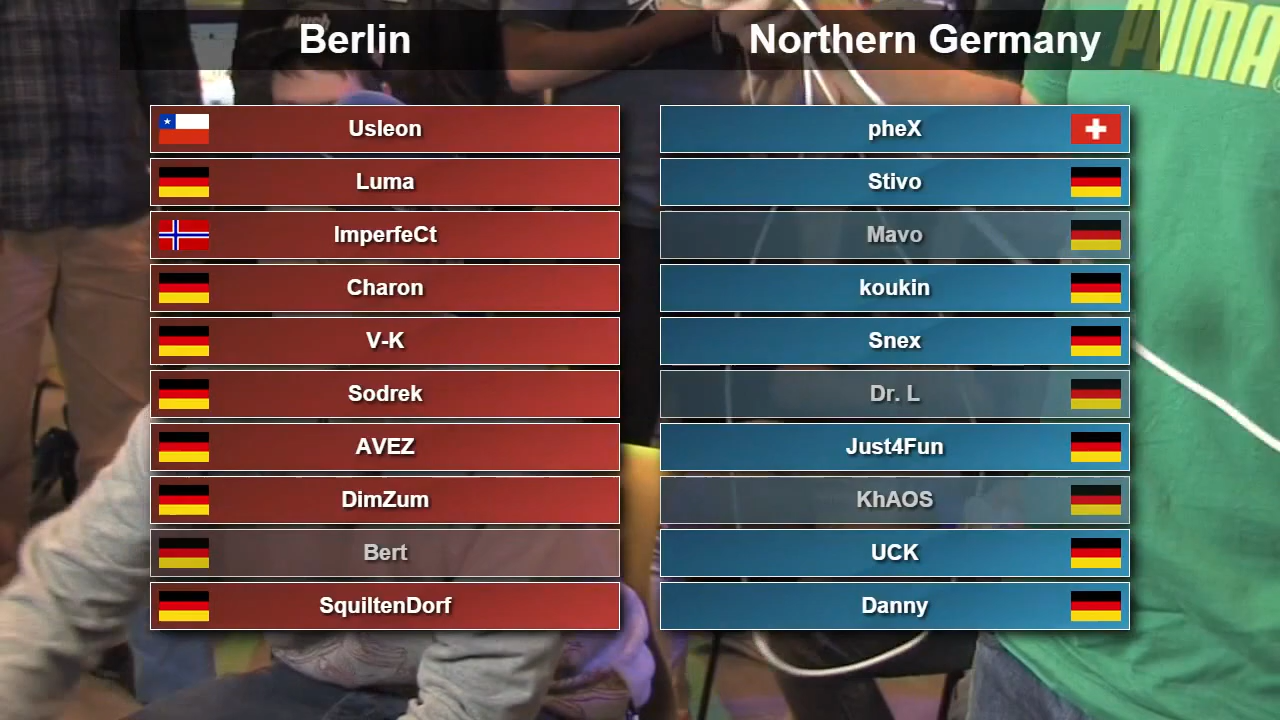 Berlin
Northern Germany
Usleon
pheX
Luma
Stivo
ImperfeCt
Mavo
Charon
koukin
V-K
Snex
Sodrek
Dr. L
AVEZ
Just4Fun
DimZum
KhAOS
Bert
UCK
SquiltenDorf
Danny
PUMA